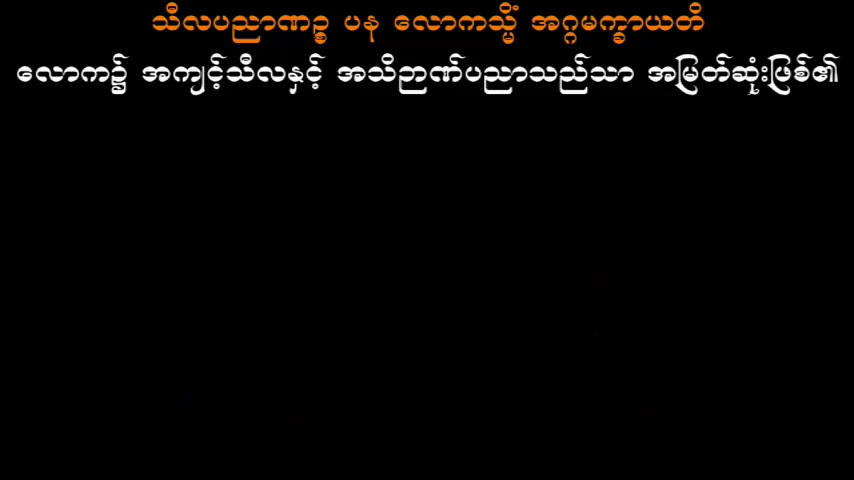 သီလပညာဏဉ္စ ပန လောကသ္မိံ အဂ္ဂမက္ခာယတိ
လောက၌ အကျင့်သီလနှင့် အသိဉာဏ်ပညာသည်သာ အမြတ်ဆုံးဖြစ်၏